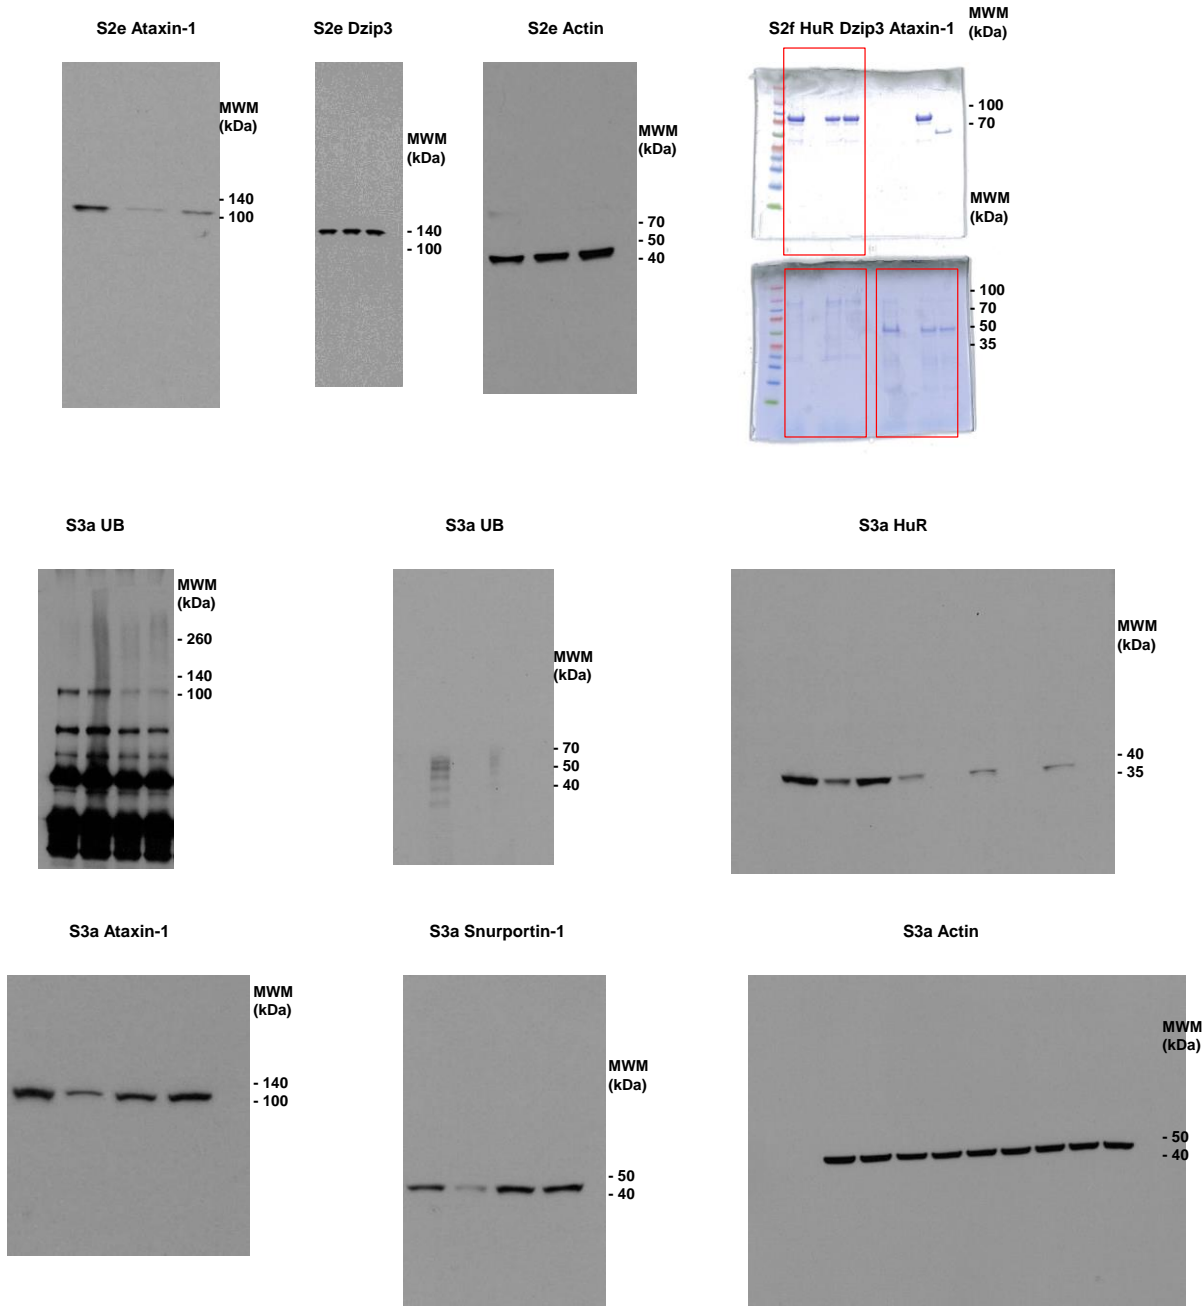 S2e Ataxin-1
MWM
(kDa)
- 140
- 100
S2e Dzip3
MWM
(kDa)
- 140
- 100
S2e Actin
MWM
(kDa)
- 70
- 50
- 40
S2f HuR Dzip3 Ataxin-1
MWM
(kDa)
- 100
- 70
MWM
(kDa)
- 100
- 70
- 50
- 35
S3a UB
MWM
(kDa)
- 260
- 140
- 100
S3a UB
MWM
(kDa)
- 70
- 50
- 40
S3a HuR
MWM
(kDa)
- 40
- 35
S3a Ataxin-1
MWM
(kDa)
- 140
- 100
S3a Snurportin-1
MWM
(kDa)
- 50
- 40
S3a Actin
MWM
(kDa)
- 50
- 40